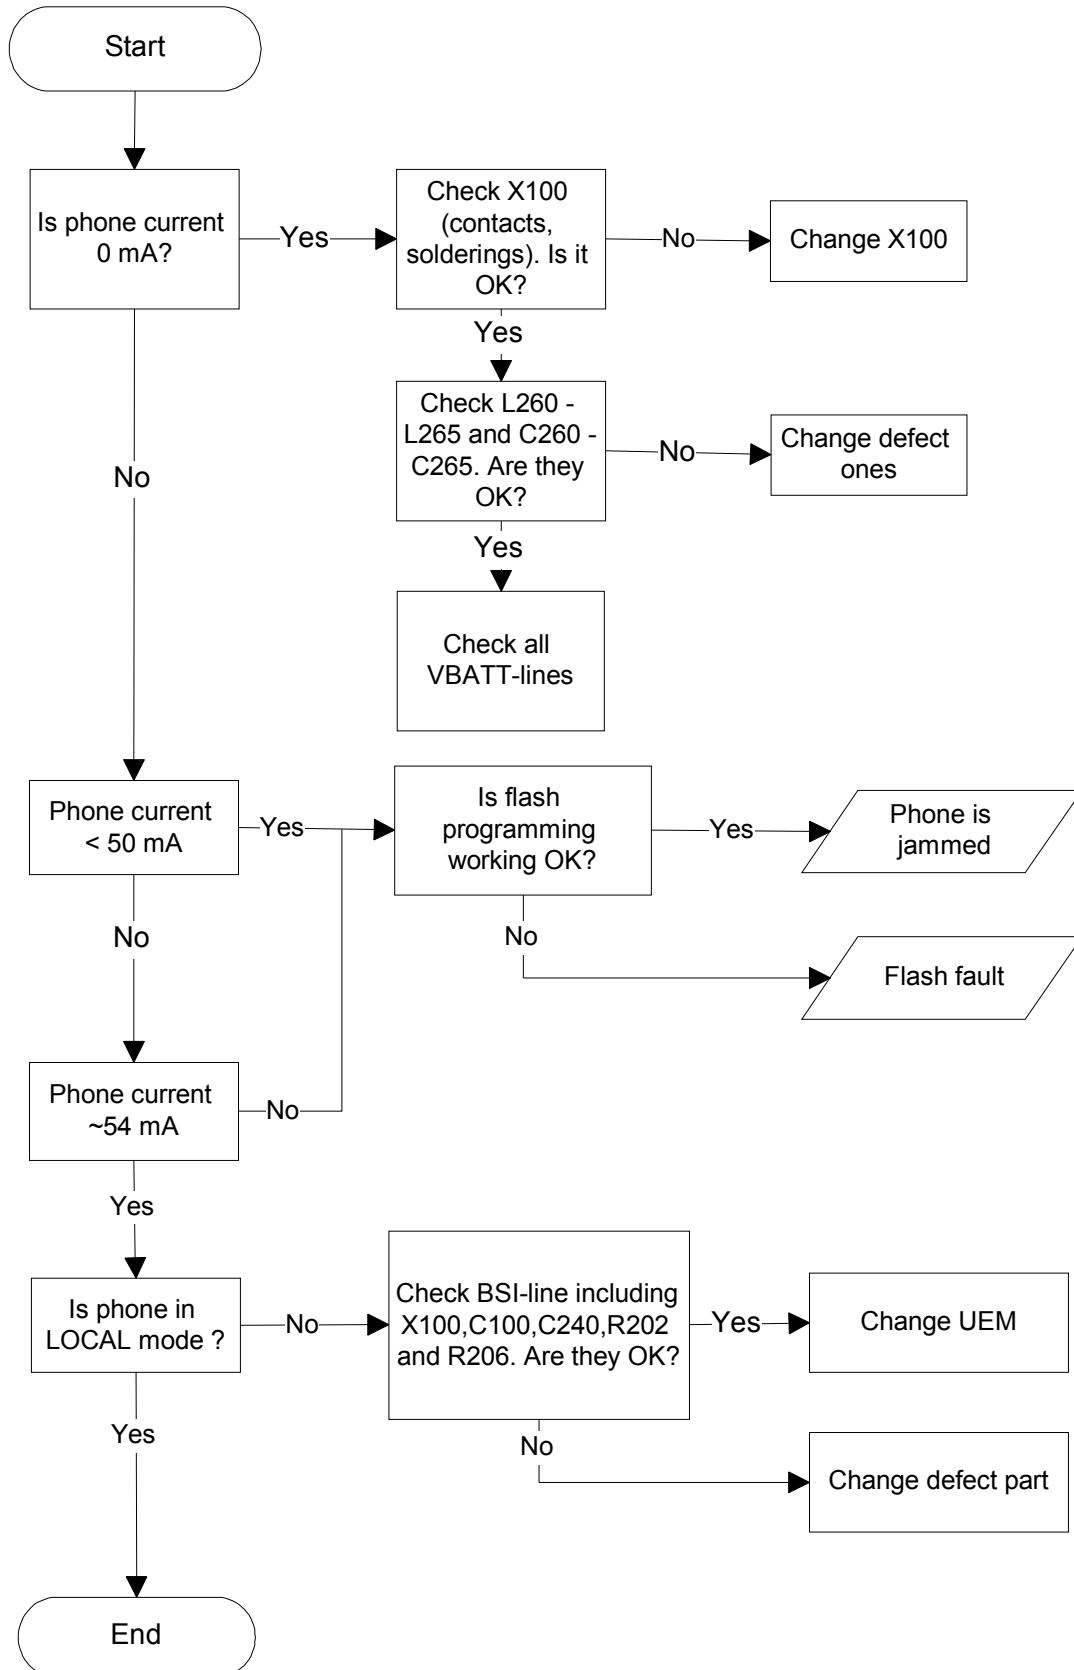 Start
Is phone current
0 mA?
Yes
Check X100
(contacts,
solderings). Is it
OK?
No
Change X100
Yes
Check L260 -
L265 and C260 -
C265. Are they
OK?
No
Change defect
ones
No
Yes
Check all
VBATT-lines
Phone current
< 50 mA
Yes
Is flash
programming
working OK?
Yes
Phone is
jammed
No
No
Flash fault
Phone current
~54 mA
No
Yes
Is phone in
LOCAL mode ?
No
Check BSI-line including
X100,C100,C240,R202
and R206. Are they OK?
Yes
Change UEM
Yes
No
Change defect part
End